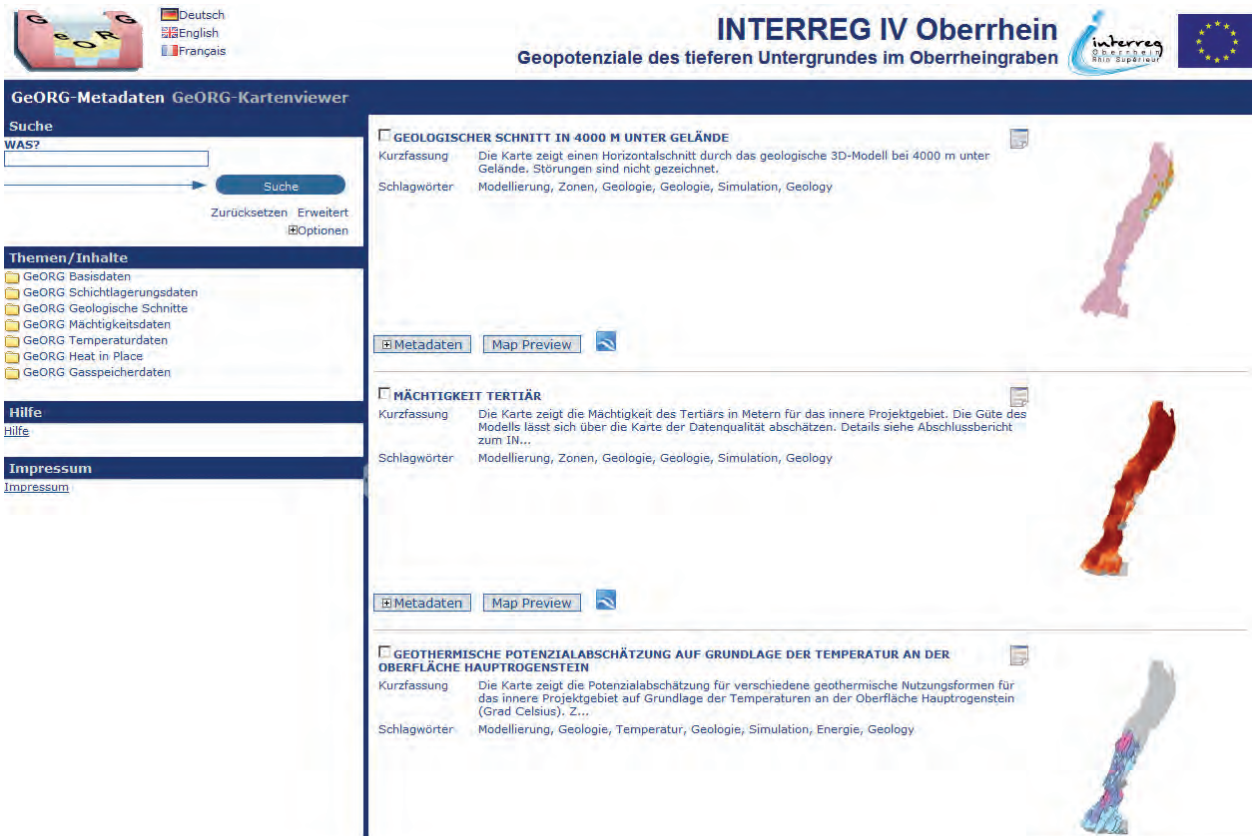 GeORG
Deutsch
English
Français
INTERREG IV Oberrhein
Geopotenziale des tieferen Untergrundes im Oberrheingraben
interreg
Oberrhein
Rhin Supérieur
GeORG-Metadaten GeORG-Kartenviewer
Suche
WAS?
Suche
Zurücksetzen Erweitert
Optionen
Themen/Inhalte
GeORG Basisdaten
GeORG Schichtlagerungsdaten
GeORG Geologische Schnitte
GeORG Mächtigkeitsdaten
GeORG Temperaturdaten
GeORG Heat in Place
GeORG Gasspeicherdaten
Hilfe
Hilfe
Impressum
Impressum
GEOLOGISCHER SCHNITT IN 4000 M UNTER GELÄNDE
Kurzfassung Die Karte zeigt einen Horizontalschnitt durch das geologische 3D-Modell bei 4000 m unter
Gelände. Störungen sind nicht gezeichnet.
Schlagwörter Modellierung, Zonen, Geologie, Geologie, Simulation, Geology
Metadaten Map Preview
MÄCHTIGKEIT TERTIÄR
Kurzfassung Die Karte zeigt die Mächtigkeit des Tertiärs in Metern für das innere Projektgebiet. Die Güte des
Modells lässt sich über die Karte der Datenqualität abschätzen. Details siehe Abschlussbericht
zum IN...
Schlagwörter Modellierung, Zonen, Geologie, Geologie, Simulation, Geology
Metadaten Map Preview
GEOTHERMISCHE POTENZIALABSCHÄTZUNG AUF GRUNDLAGE DER TEMPERATUR AN DER
OBERFLÄCHE HAUPTROGENSTEIN
Kurzfassung Die Karte zeigt die Potenzialabschätzung für verschiedene geothermische Nutzungsformen für
das innere Projektgebiet auf Grundlage der Temperaturen an der Oberfläche Hauptrogenstein
(Grad Celsius). Z...
Schlagwörter Modellierung, Geologie, Temperatur, Geologie, Simulation, Energie, Geology